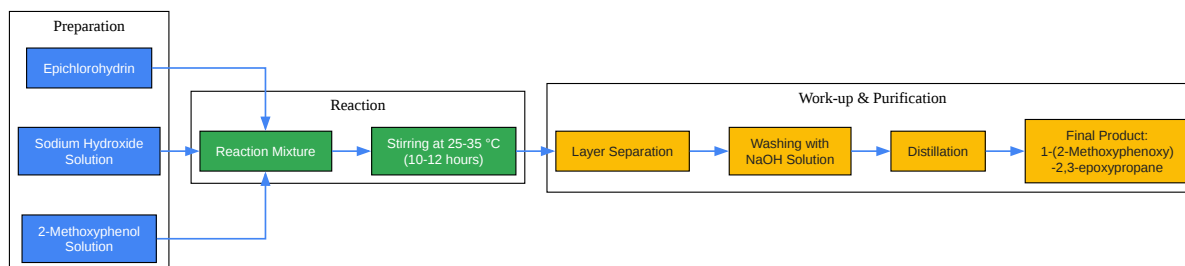 Preparation
Epichlorohydrin
Sodium Hydroxide
Solution
2-Methoxyphenol
Solution
Reaction
Reaction Mixture
Stirring at 25-35 °C
(10-12 hours)
Work-up & Purification
Layer Separation
Washing with
NaOH Solution
Distillation
Final Product:
1-(2-Methoxyphenoxy)
-2,3-epoxypropane